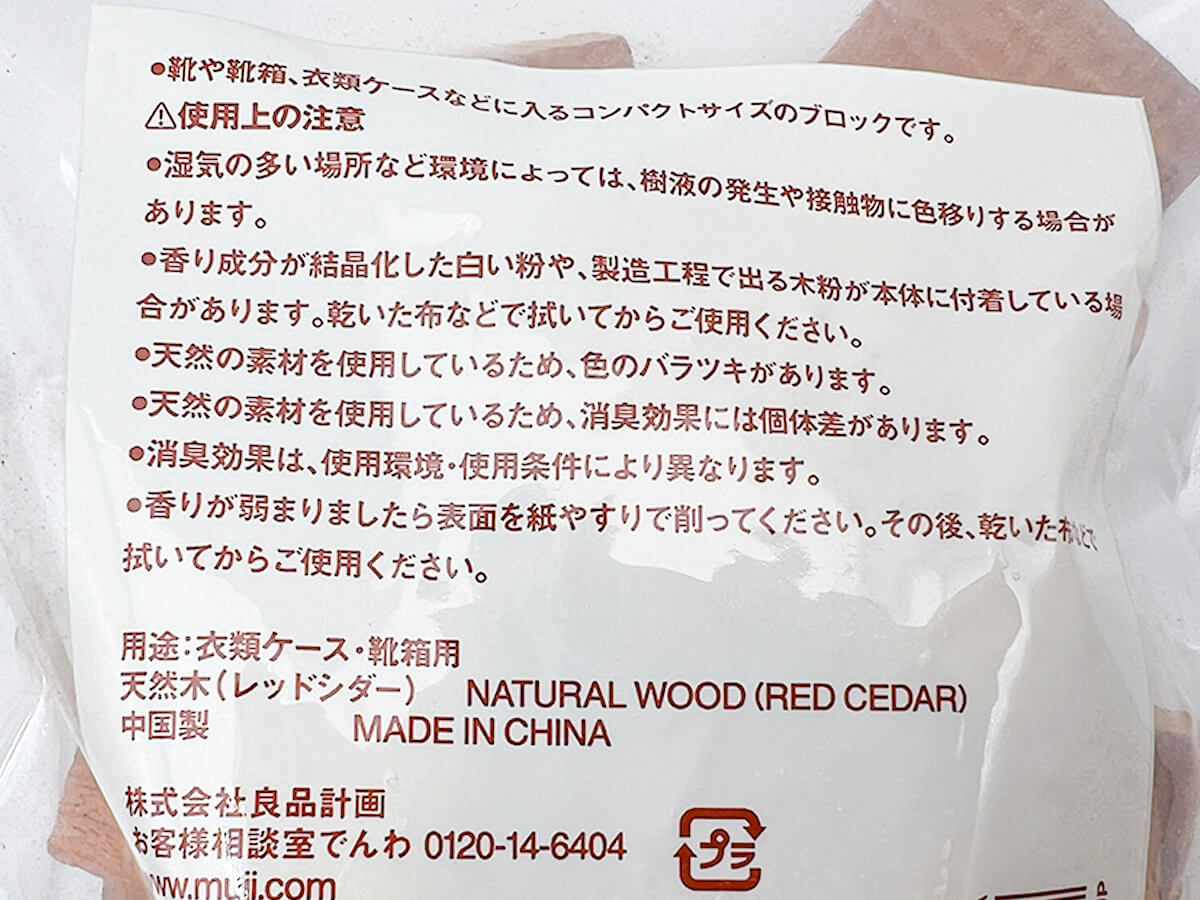 ●靴や靴箱、衣類ケースなどに入るコンパクトサイズのブロックです。
⚠使用上の注意
●湿気の多い場所など環境によっては、樹液の発生や接触物に色移りする場合が
あります。
●香り成分が結晶化した白い粉や、製造工程で出る木粉が本体に付着している場
合があります。乾いた布などで拭いてからご使用ください。
●天然の素材を使用しているため、色のバラツキがあります。
●天然の素材を使用しているため、消臭効果には個体差があります。
●消臭効果は、使用環境・使用条件により異なります。
●香りが弱まりましたら表面を紙やすりで削ってください。その後、乾いた布などで
拭いてからご使用ください。
用途：衣類ケース・靴箱用
天然木（レッドシダー） NATURAL WOOD (RED CEDAR)
中国製 MADE IN CHINA
株式会社良品計画
お客様相談室でんわ 0120-14-6404
www.muji.com
プラ